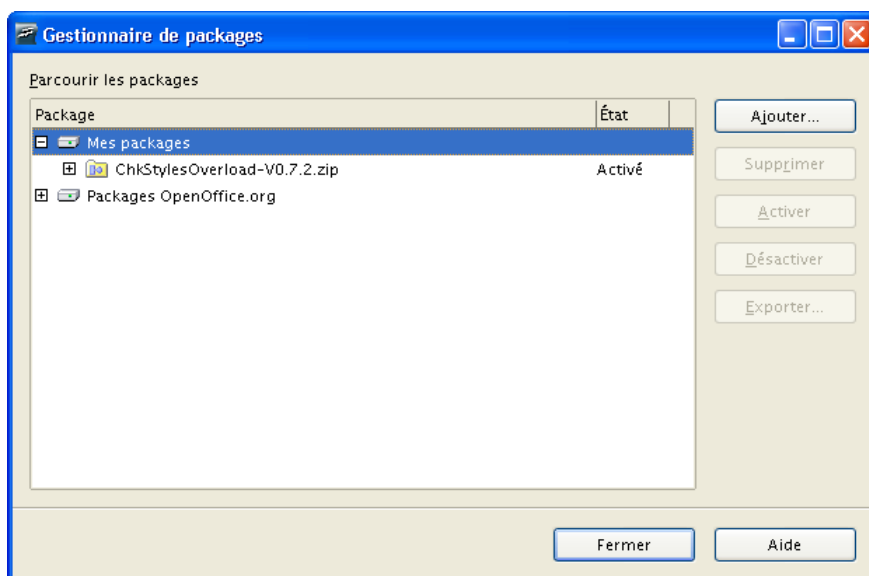 Gestionnaire de packages
Parcourir les packages
Package État
Mes packages
ChkStylesOverload-V0.7.2.zip Activé
Packages OpenOffice.org
Ajouter...
Supprimer
Activer
Désactiver
Exporter...
Fermer Aide